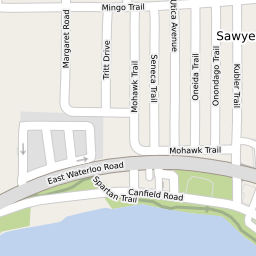 Mingo Trail
Margaret Road
Tritt Drive
Mohawk Trail
Seneca Trail
Utica Avenue
Oneida Trail
Onondago Trail
Kubler Trail
Sawye
Mohawk Trail
East Waterloo Road
Spartan Trail
Canfield Road